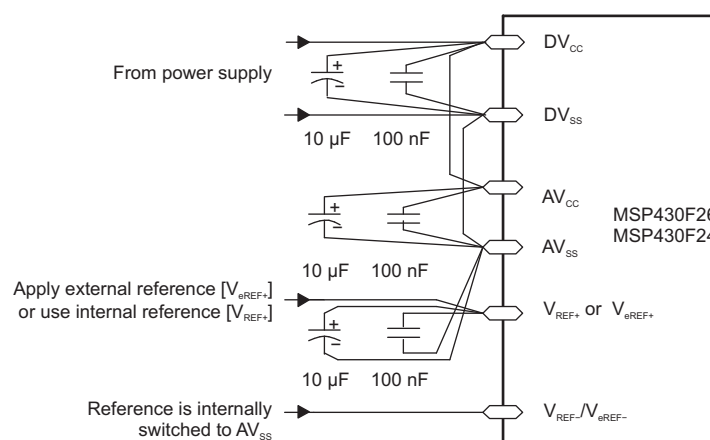 DVCC
From power supply
+
−
DVSS
10 µF 100 nF
AVCC
+
−
MSP430F26
MSP430F24
AVSS
10 µF 100 nF
Apply external reference [VeREF+]
or use internal reference [VREF+]
VREF+ or VeREF+
+
−
10 µF 100 nF
Reference is internally
switched to AVSS
VREF−/VeREF−